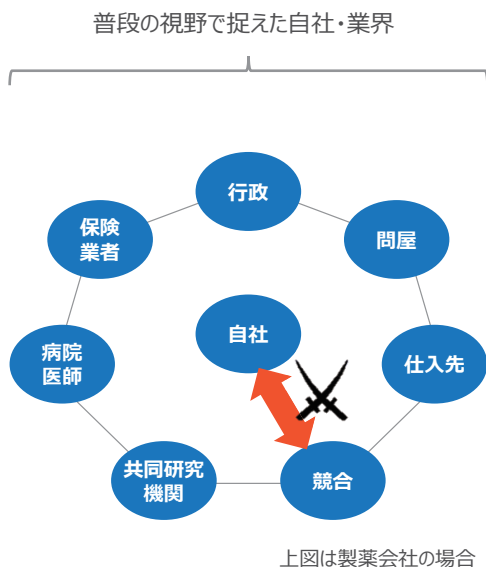 普段の視野で捉えた自社・業界
行政
保険
業者
問屋
自社
病院
医師
仕入先
共同研究
機関
競合
上図は製薬会社の場合